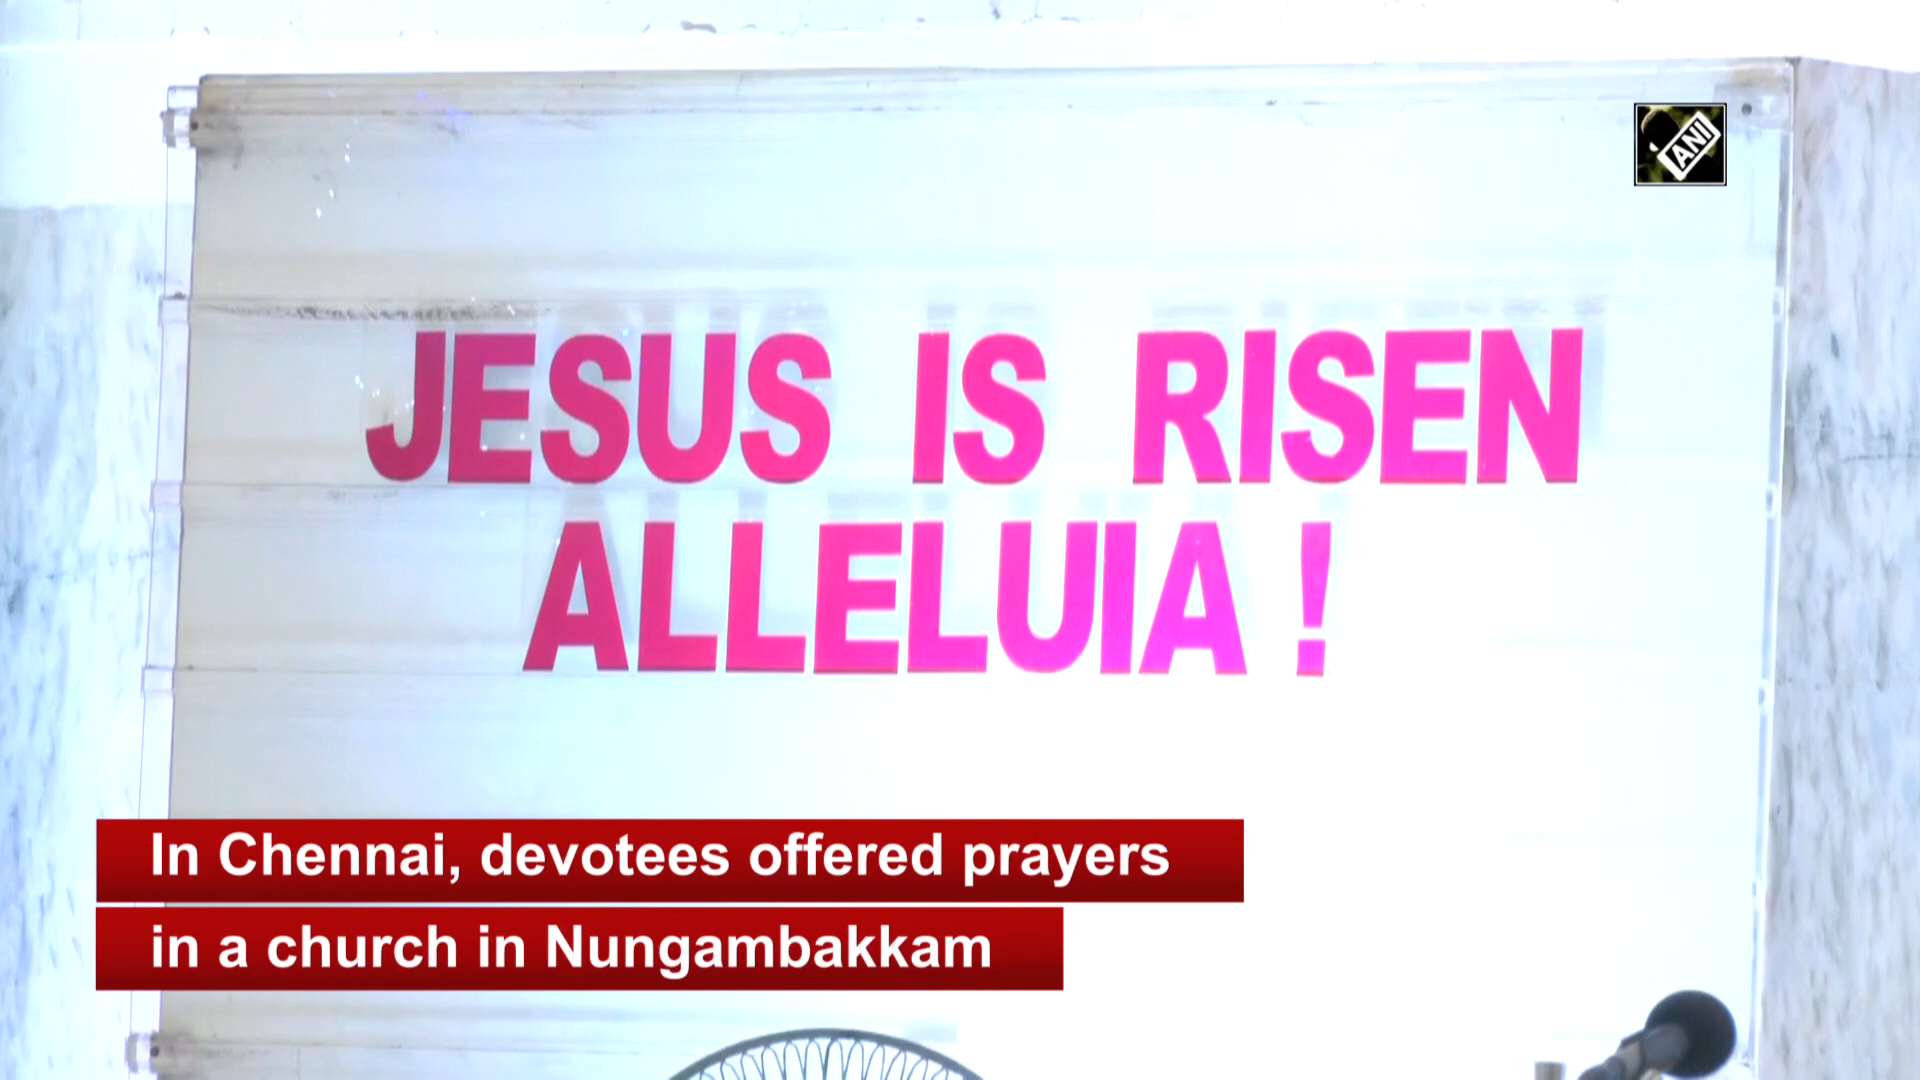 ANI
JESUS IS RISEN
ALLELUIA !
In Chennai, devotees offered prayers
in a church in Nungambakkam